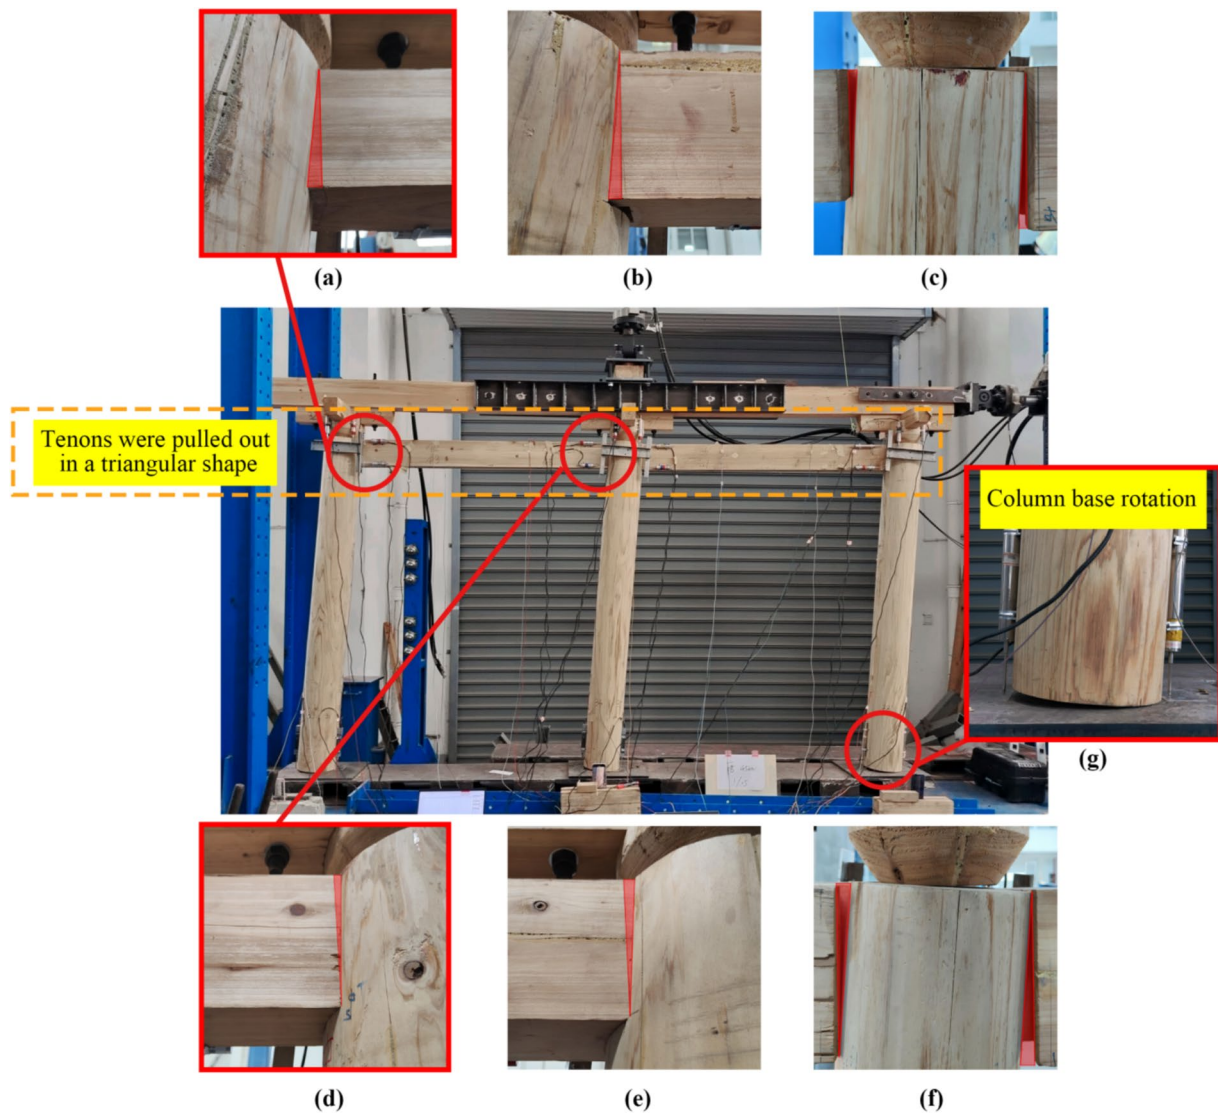 (a)
(b)
(c)
Tenons were pulled out
in a triangular shape
Column base rotation
(g)
(d)
(e)
(f)